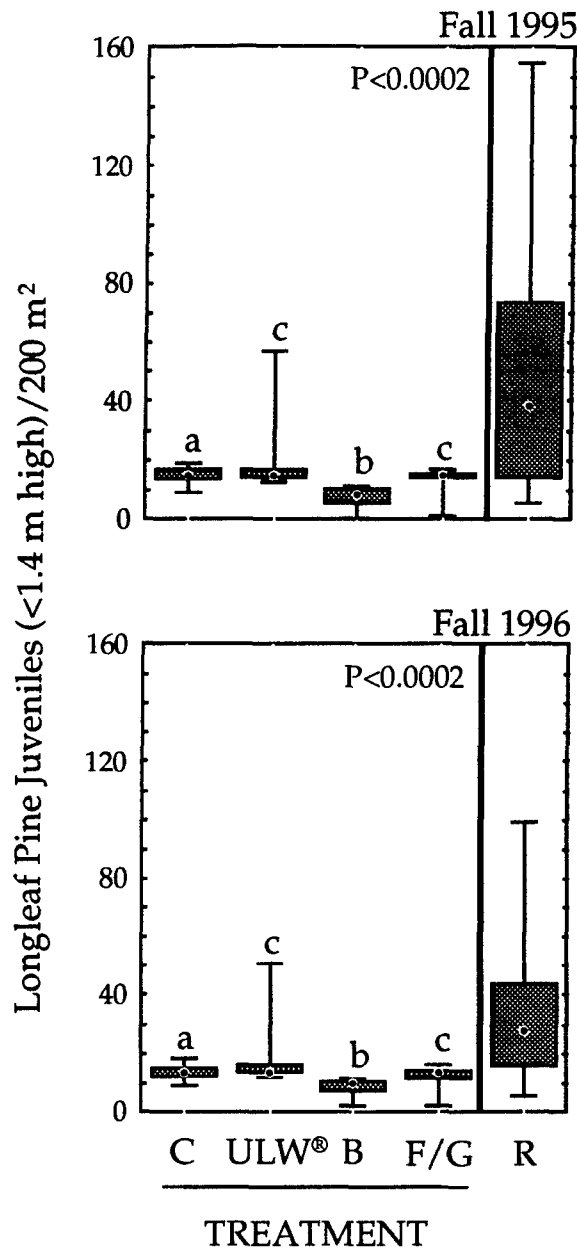 Fall 1995
160
P<0.0002
120
80
40
0
a
c
b
c
Longleaf Pine Juveniles (<1.4 m high)/200 m²
Fall 1996
160
P<0.0002
120
80
40
0
a
c
b
c
C ULW® B F/G R
TREATMENT